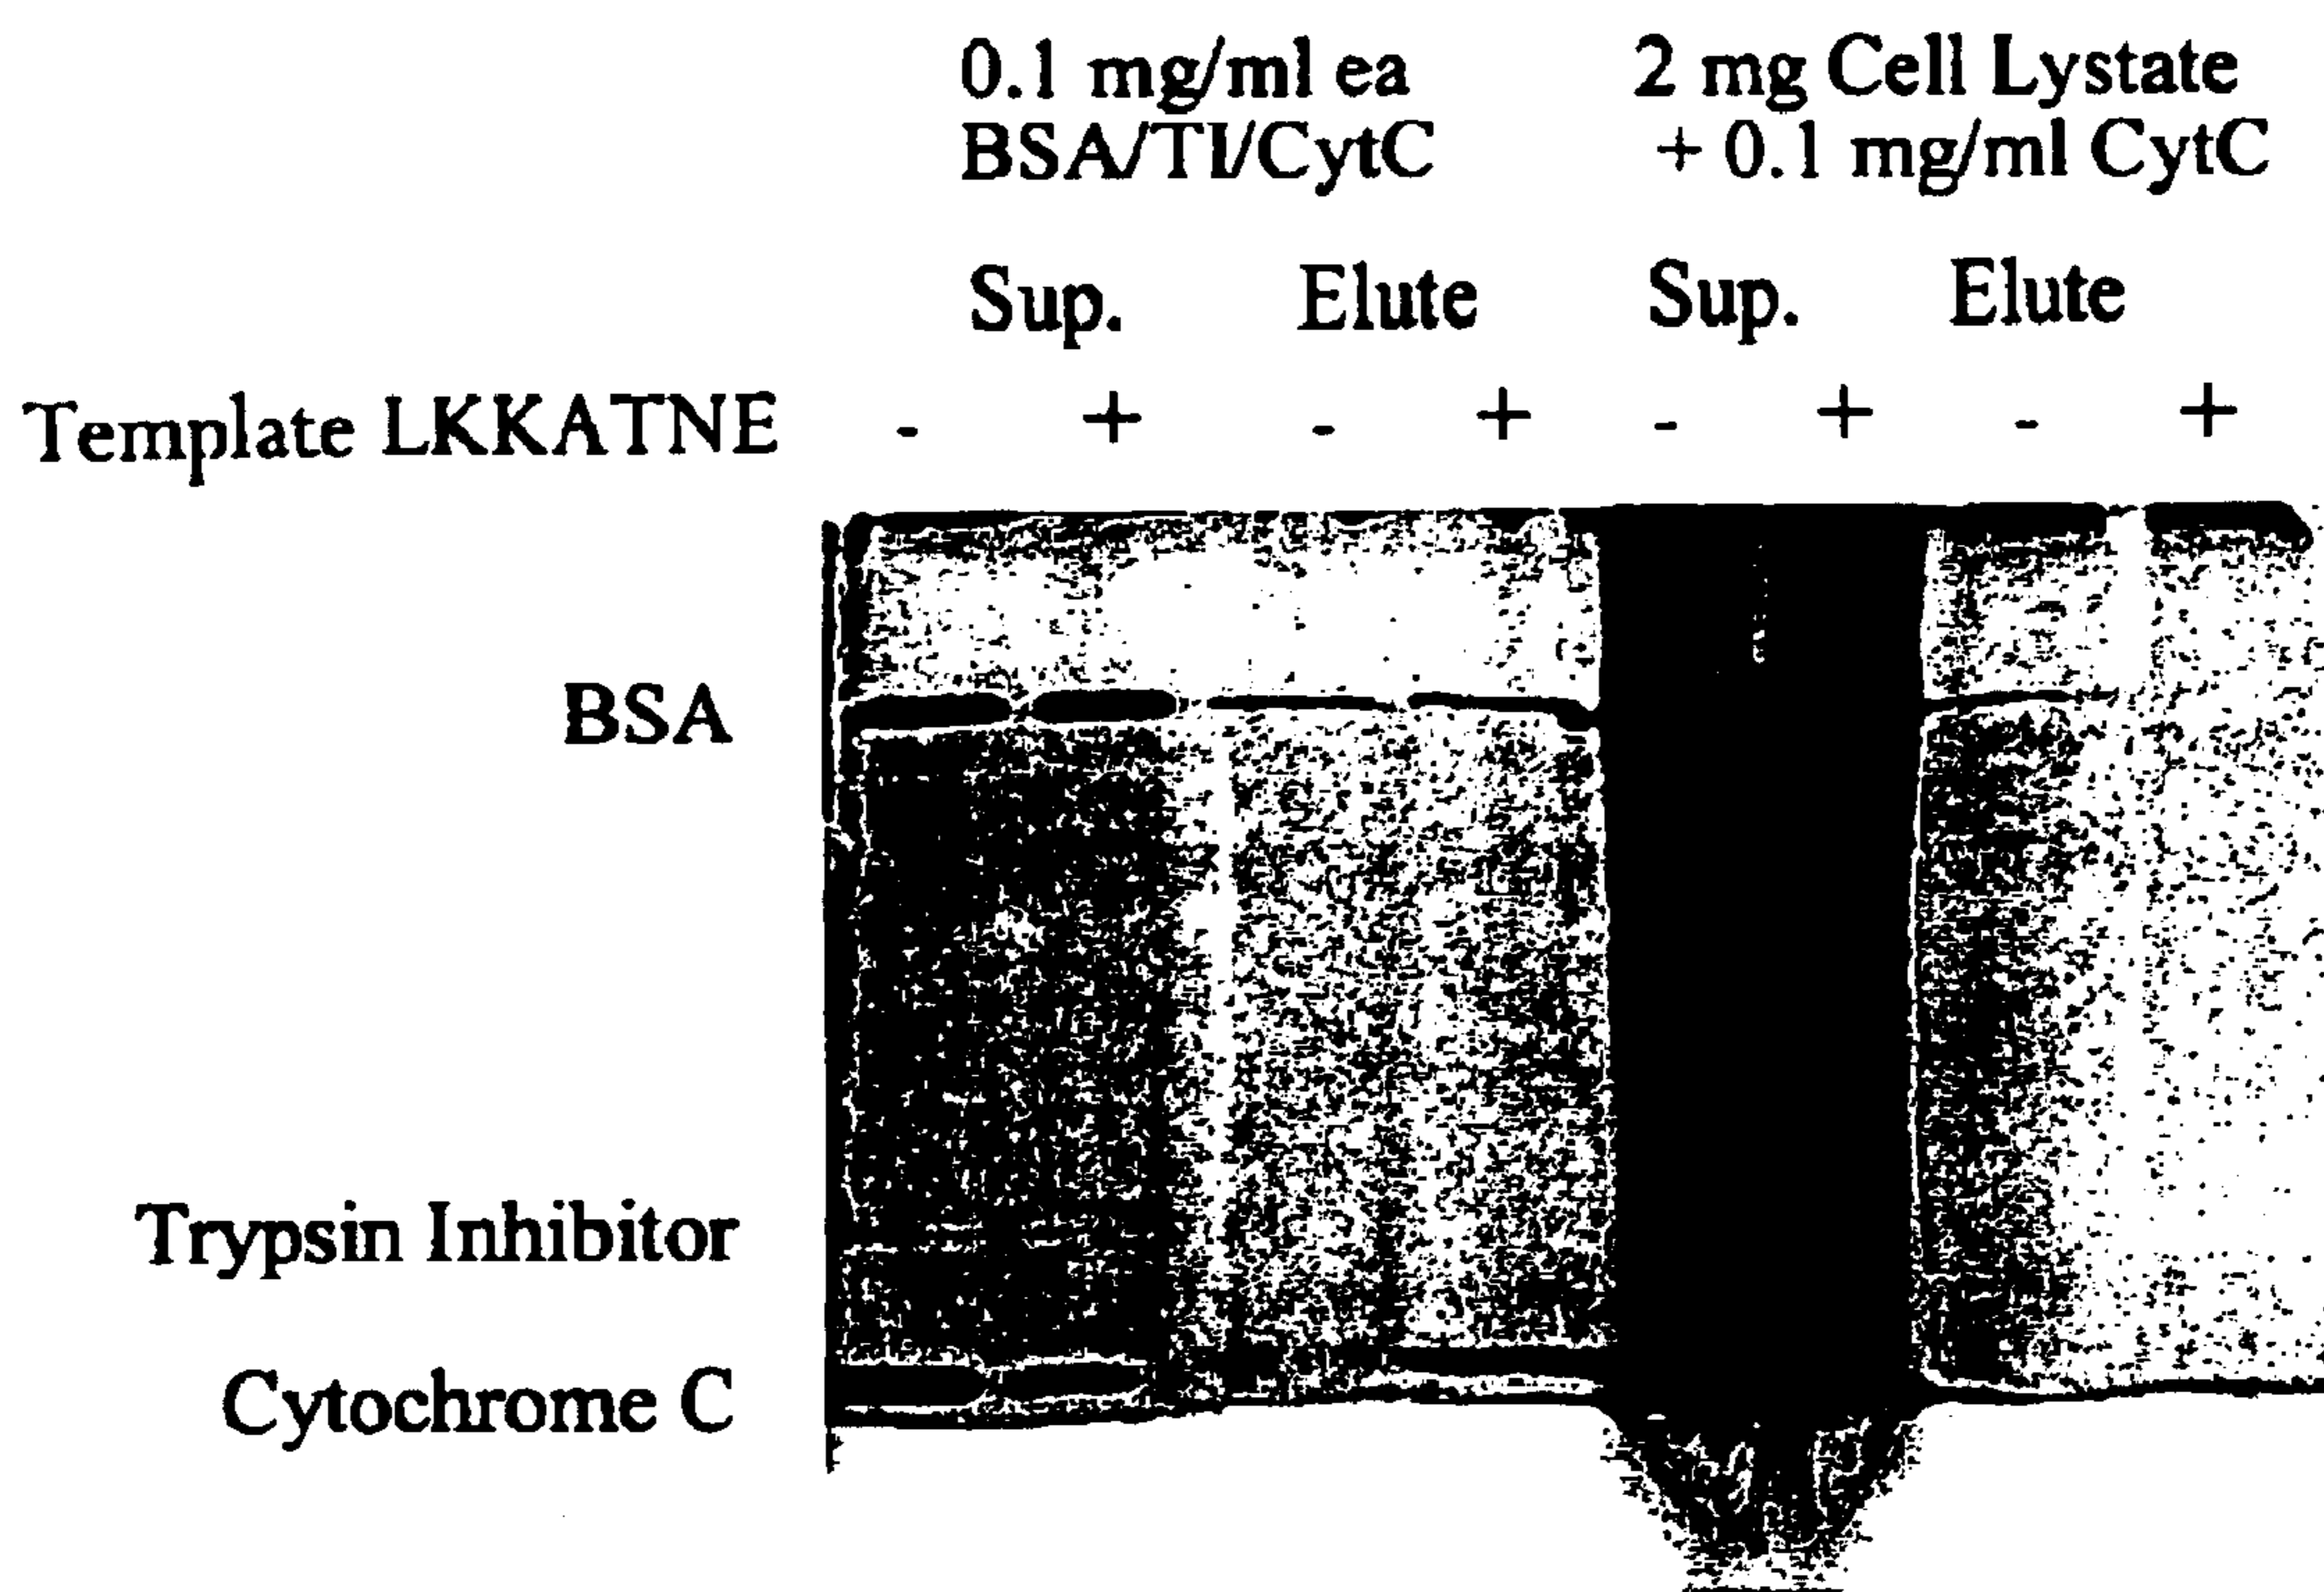 0.1 mg/ml ea
BSA/TI/CytC
2 mg Cell Lystate
+ 0.1 mg/ml CytC
Sup. Elute Sup. Elute
Template LKKATNE - + - + - + - +
BSA
Trypsin Inhibitor
Cytochrome C